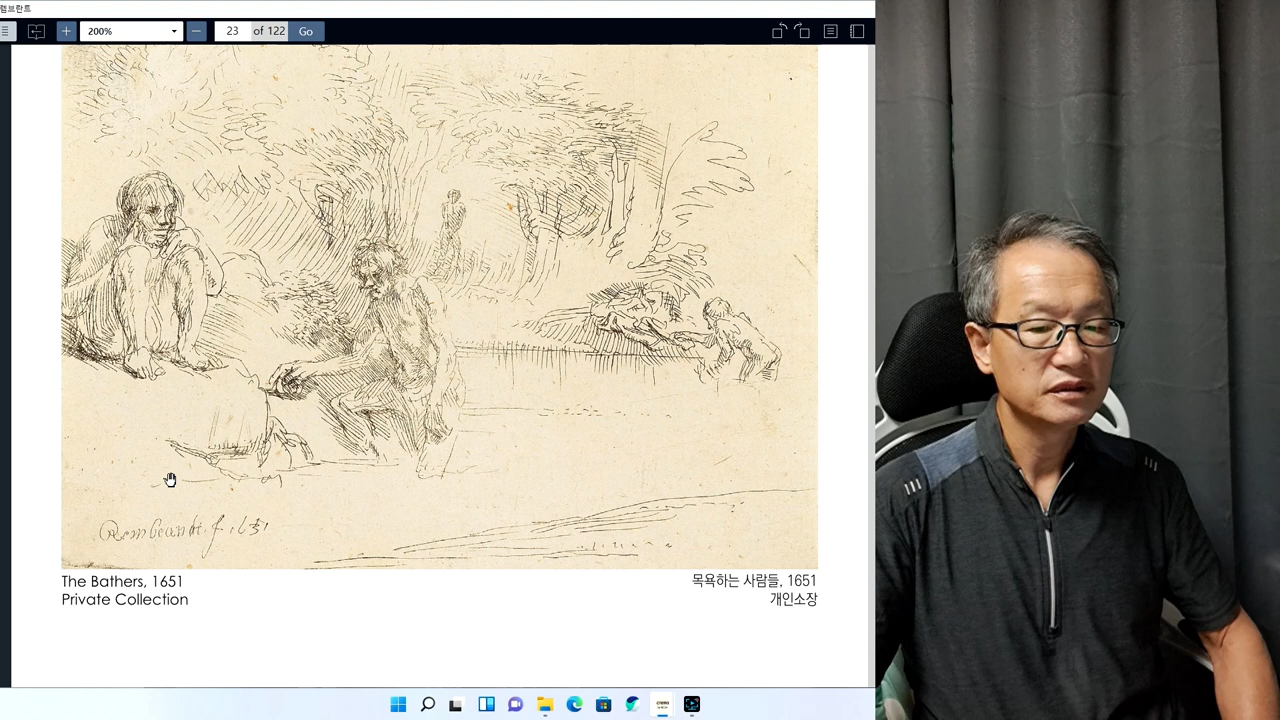 렘브란트
200%
23 of 122 Go
Rembrandt. f. 1651
The Bathers, 1651
Private Collection
목욕하는 사람들, 1651
개인소장